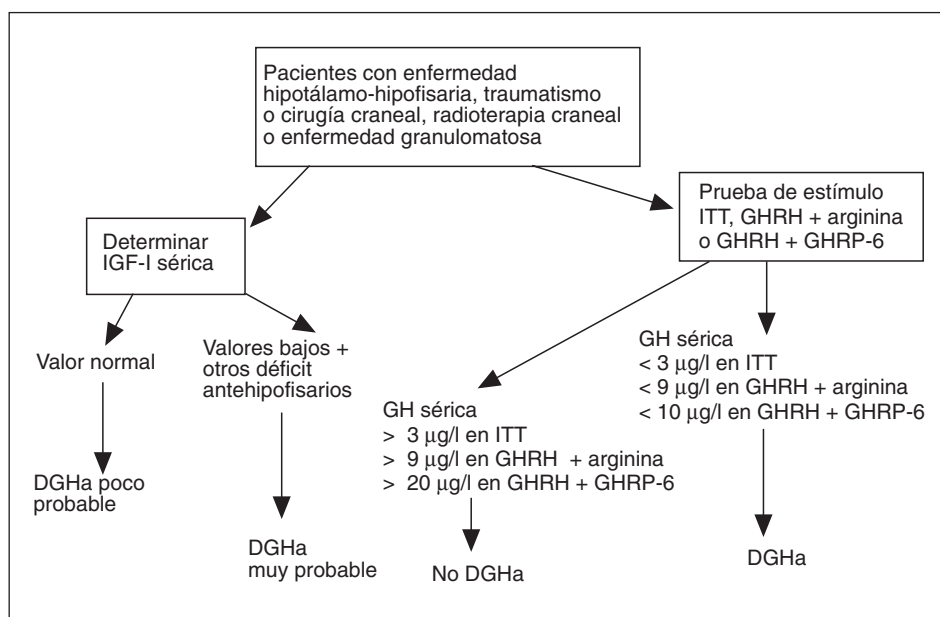 Pacientes con enfermedad
hipotálamo-hipofisaria, traumatismo
o cirugía craneal, radioterapia craneal
o enfermedad granulomatosa
Prueba de estímulo
ITT, GHRH + arginina
o GHRH + GHRP-6
Determinar
IGF-I sérica
Valor normal
Valores bajos +
otros déficit
antehipofisarios
GH sérica
< 3 μg/l en ITT
< 9 μg/l en GHRH + arginina
< 10 μg/l en GHRH + GHRP-6
GH sérica
> 3 μg/l en ITT
> 9 μg/l en GHRH + arginina
> 20 μg/l en GHRH + GHRP-6
DGHa poco
probable
DGHa
muy probable
No DGHa
DGHa